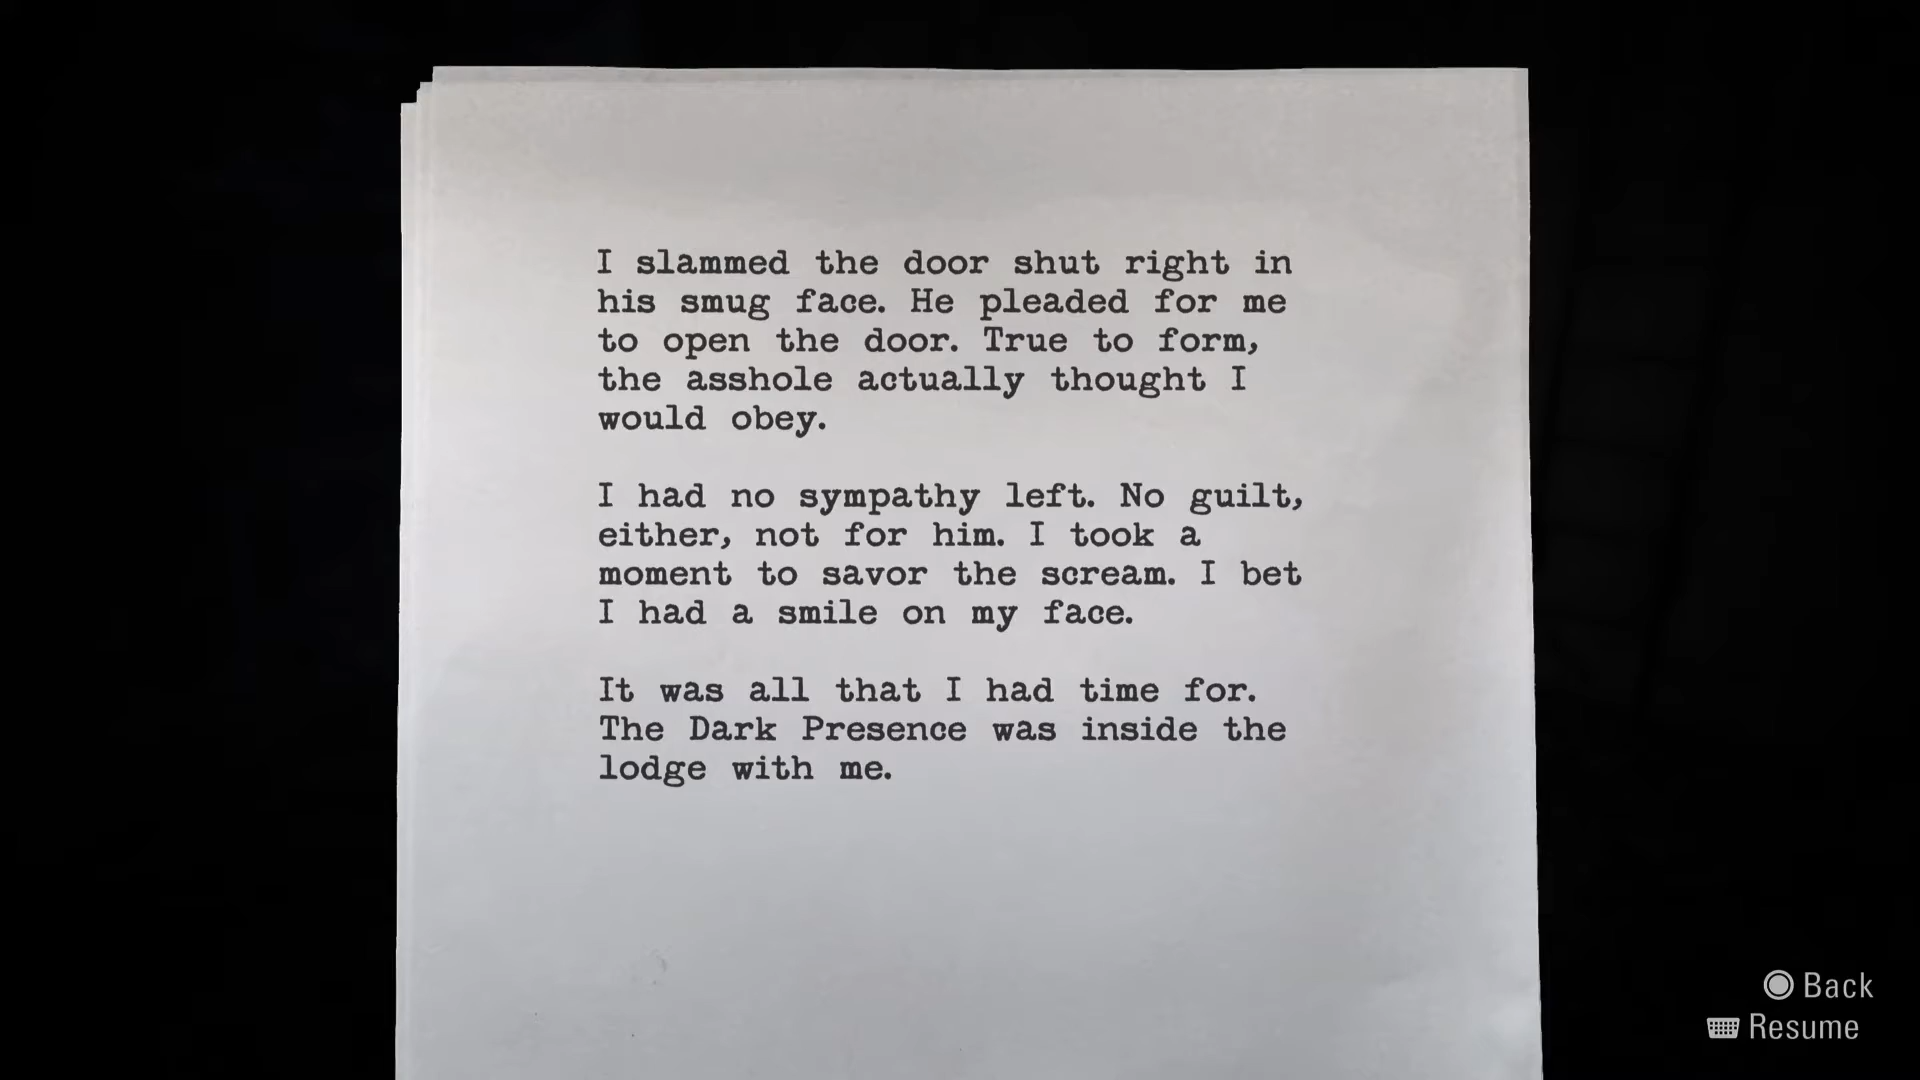 I slammed the door shut right in
his smug face. He pleaded for me
to open the door. True to form,
the asshole actually thought I
would obey.
I had no sympathy left. No guilt,
either, not for him. I took a
moment to savor the scream. I bet
I had a smile on my face.
It was all that I had time for.
The Dark Presence was inside the
lodge with me.
Back
Resume